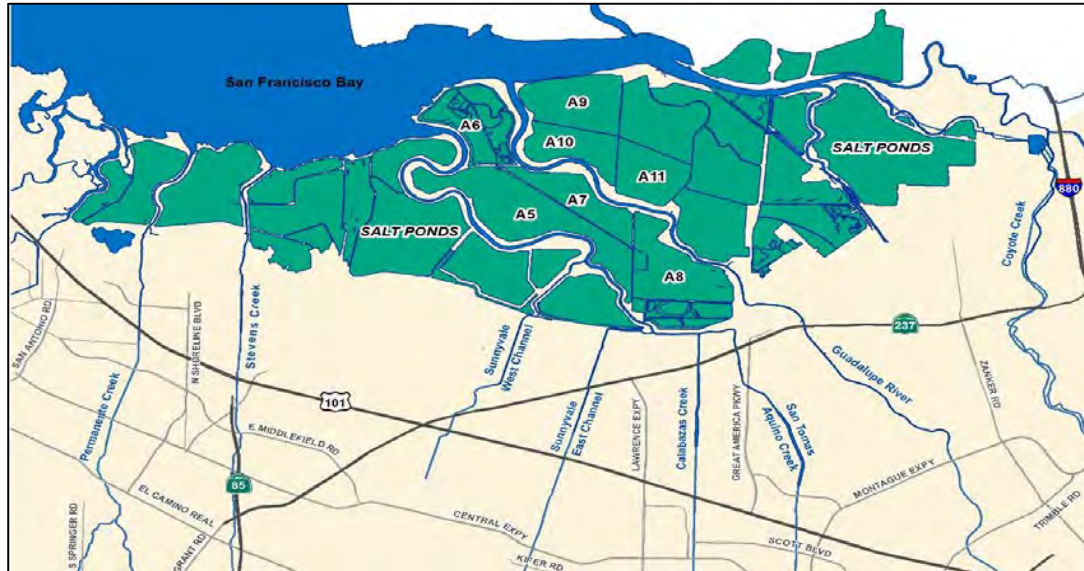 San Francisco Bay
A9
A6
A10
SALT PONDS
A11
880
A7
A5
SALT PONDS
Coyote Creek
A8
SAN ANTONIO RD
N SHORELINE BLVD
Stevens Creek
237
Sunnyvale
West Channel
Guadalupe River
ZANKER RD
Permanente Creek
101
Sunnyvale
East Channel
LAWRENCE EXPY
Calabazas Creek
GREAT AMERICA PKWY
San Tomas
Aquino Creek
E MIDDLEFIELD RD
MONTAGUE EXPY
85
EL CAMINO REAL
TRIMBLE RD
S SPRINGER RD
GRANT RD
CENTRAL EXPY
SCOTT BLVD
KIFER RD